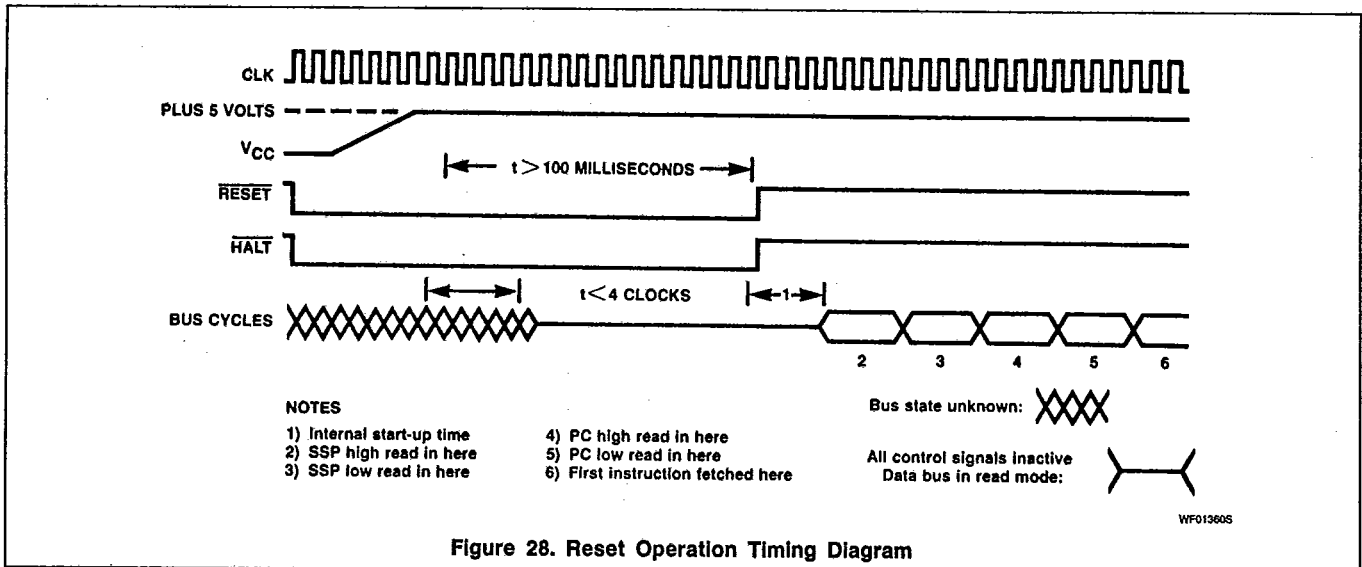 CLK
PLUS 5 VOLTS
VCC
t > 100 MILLISECONDS
RESET
HALT
t < 4 CLOCKS
1
BUS CYCLES
2 3 4 5 6
NOTES
1) Internal start-up time
2) SSP high read in here
3) SSP low read in here
4) PC high read in here
5) PC low read in here
6) First instruction fetched here
Bus state unknown:
All control signals inactive
Data bus in read mode:
WF01360S
Figure 28. Reset Operation Timing Diagram